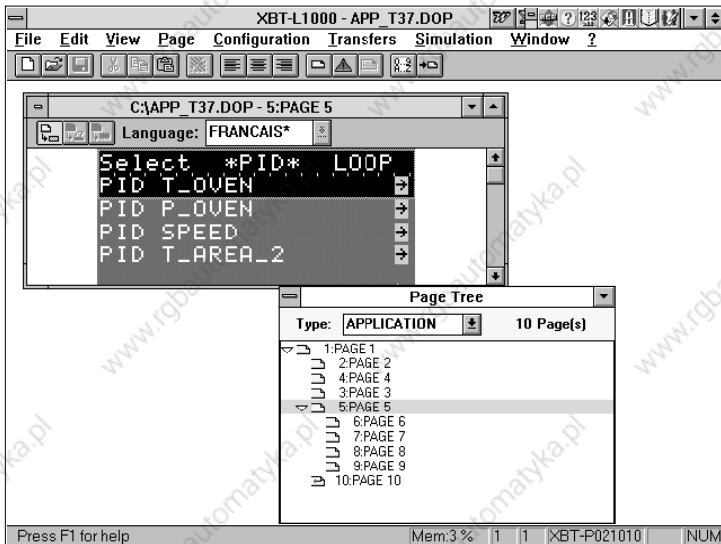 XBT-L1000 - APP_T37.DOP
File Edit View Page Configuration Transfers Simulation Window ?
C:\APP_T37.DOP - 5:PAGE 5
Language: FRANCAIS*
Select *PID* LOOP
PID T_OVEN
PID P_OVEN
PID SPEED
PID T_AREA_2
Page Tree
Type: APPLICATION 10 Page(s)
1:PAGE 1
2:PAGE 2
4:PAGE 4
3:PAGE 3
5:PAGE 5
6:PAGE 6
7:PAGE 7
8:PAGE 8
9:PAGE 9
10:PAGE 10
Press F1 for help Mem:3 % 1 1 XBT-P021010 NUM
www.rgbautomatyka.pl